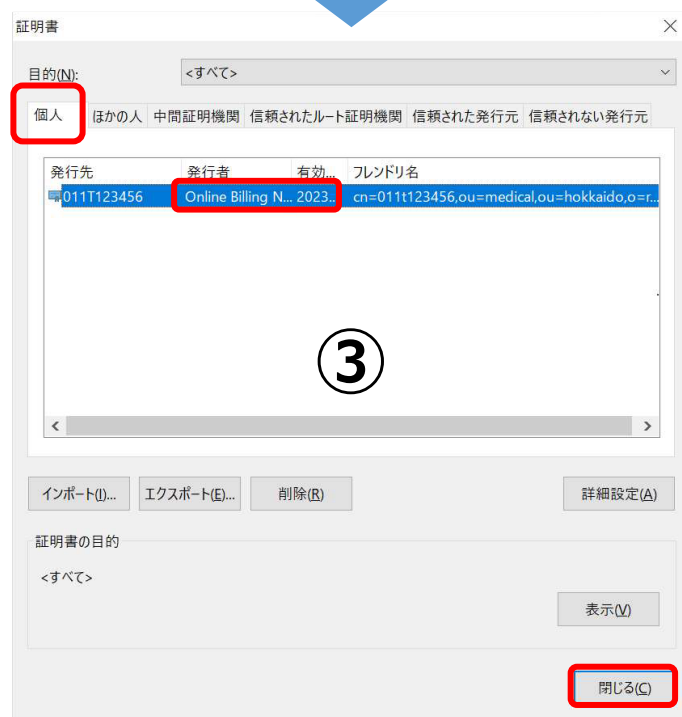 証明書
目的(N): <すべて>
個人 ほかの人 中間証明機関 信頼されたルート証明機関 信頼された発行元 信頼されない発行元
発行先 発行者 有効... フレンドリ名
011T123456 Online Billing N... 2023... cn=011t123456,ou=medical,ou=hokkaido,o=r...
③
インポート(I)... エクスポート(E)... 削除(R) 詳細設定(A)
証明書の目的
<すべて>
表示(V)
閉じる(C)